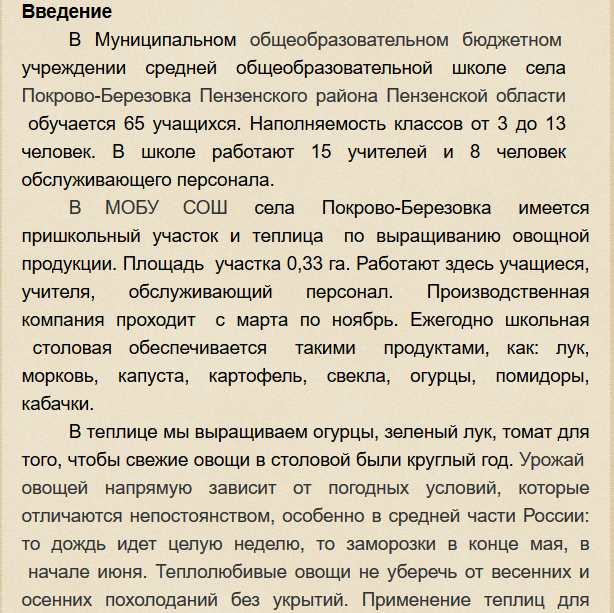 Введение
В Муниципальном общеобразовательном бюджетном
учреждении средней общеобразовательной школе села
Покрово-Березовка Пензенского района Пензенской области
обучается 65 учащихся. Наполняемость классов от 3 до 13
человек. В школе работают 15 учителей и 8 человек
обслуживающего персонала.
В МОБУ СОШ села Покрово-Березовка имеется
пришкольный участок и теплица по выращиванию овощной
продукции. Площадь участка 0,33 га. Работают здесь учащиеся,
учителя, обслуживающий персонал. Производственная
компания проходит с марта по ноябрь. Ежегодно школьная
столовая обеспечивается такими продуктами, как: лук,
морковь, капуста, картофель, свекла, огурцы, помидоры,
кабачки.
В теплице мы выращиваем огурцы, зеленый лук, томат для
того, чтобы свежие овощи в столовой были круглый год. Урожай
овощей напрямую зависит от погодных условий, которые
отличаются непостоянством, особенно в средней части России:
то дождь идет целую неделю, то заморозки в конце мая, в
начале июня. Теплолюбивые овощи не уберечь от весенних и
осенних похолоданий без укрытий. Применение теплиц для